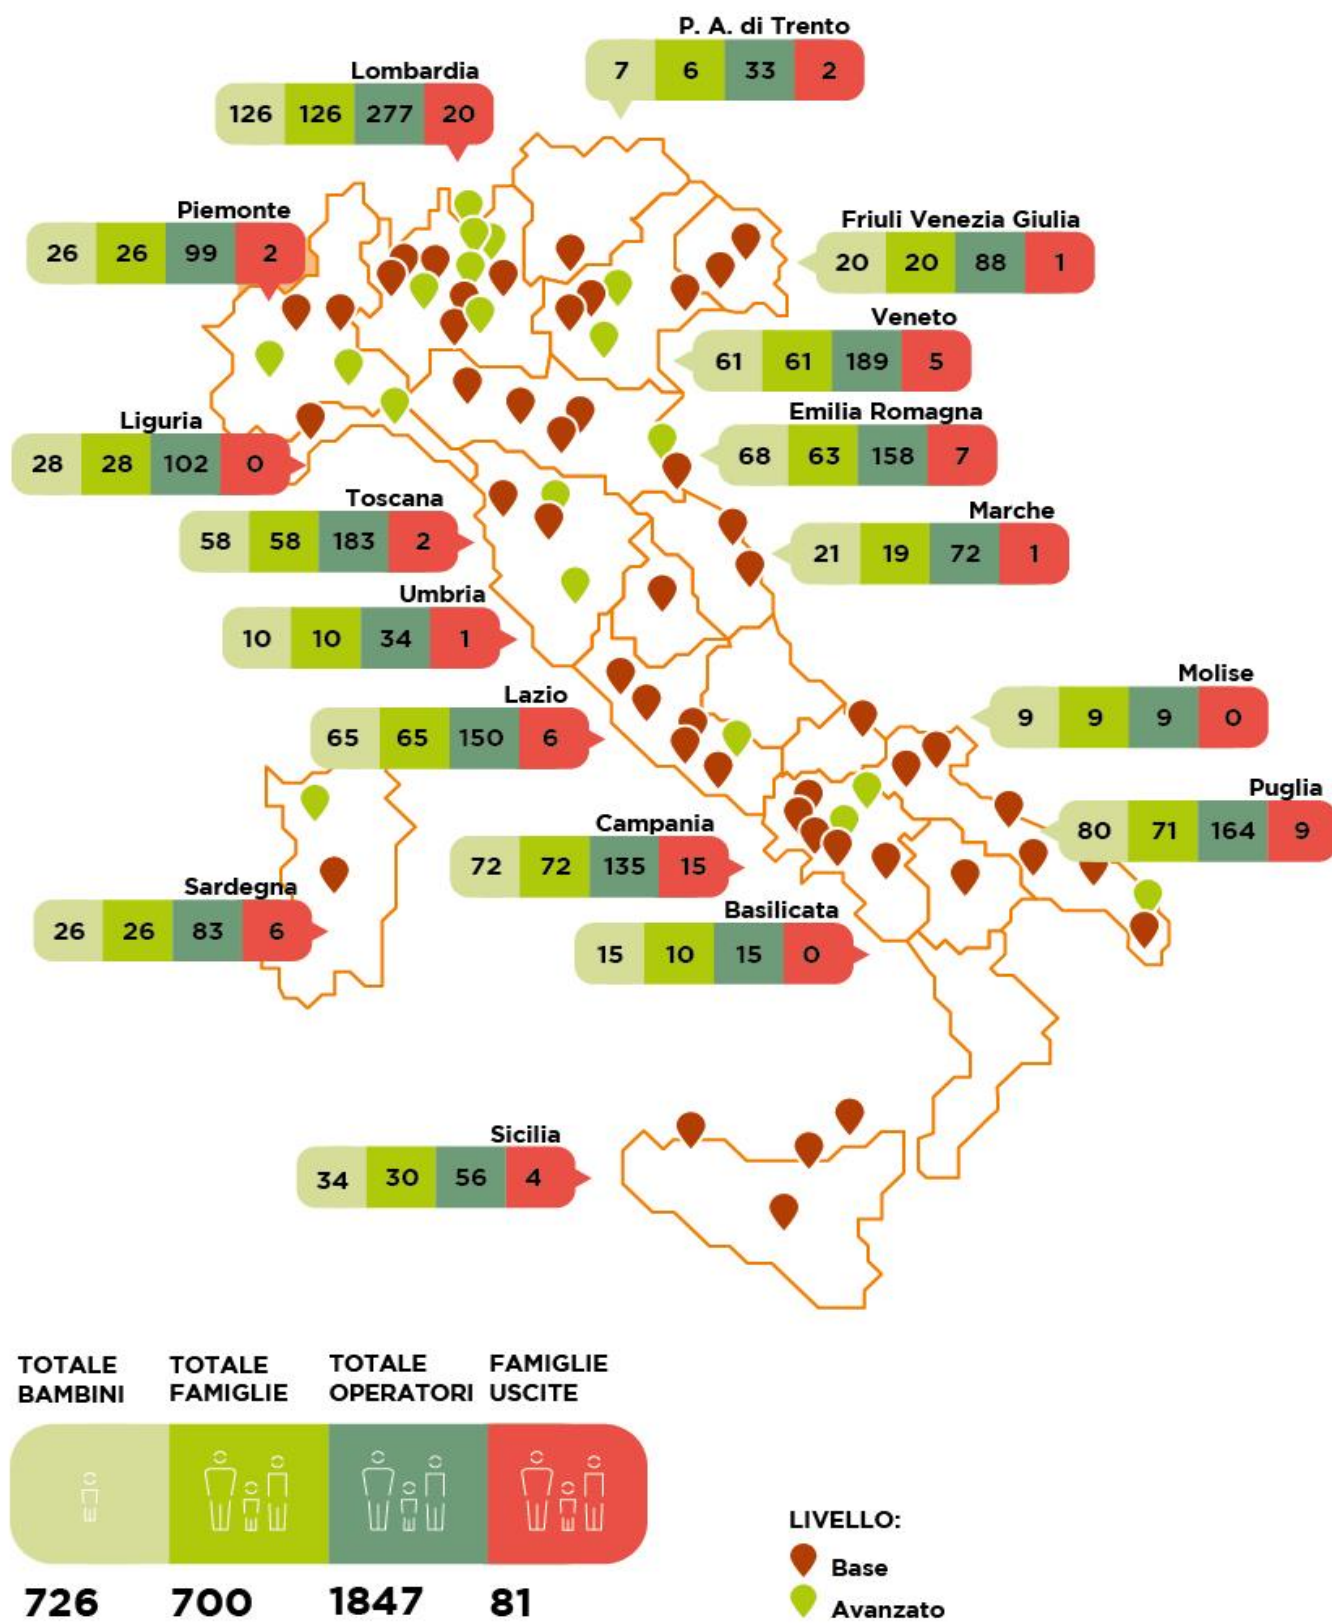 P. A. di Trento
7 6 33 2
Lombardia
126 126 277 20
Piemonte
26 26 99 2
Friuli Venezia Giulia
20 20 88 1
Veneto
61 61 189 5
Emilia Romagna
68 63 158 7
Liguria
28 28 102 0
Toscana
58 58 183 2
Marche
21 19 72 1
Umbria
10 10 34 1
Lazio
65 65 150 6
Molise
9 9 9 0
Puglia
80 71 164 9
Campania
72 72 135 15
Sardegna
26 26 83 6
Basilicata
15 10 15 0
Sicilia
34 30 56 4
TOTALE BAMBINI
TOTALE FAMIGLIE
TOTALE OPERATORI
FAMIGLIE USCITE
726 700 1847 81
LIVELLO:
Base
Avanzato